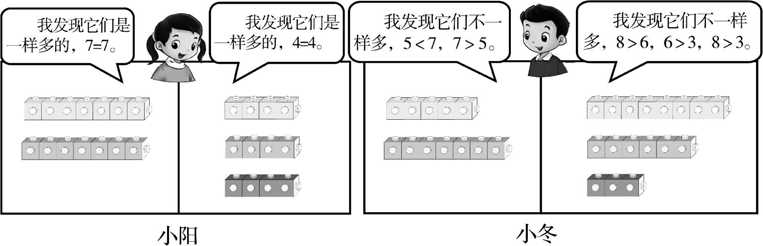 我发现它们是
一样多的，7=7。
我发现它们是
一样多的，4=4。
我发现它们不一
样多，5<7，7>5。
我发现它们不一样
多，8>6，6>3，8>3。
小阳
小冬